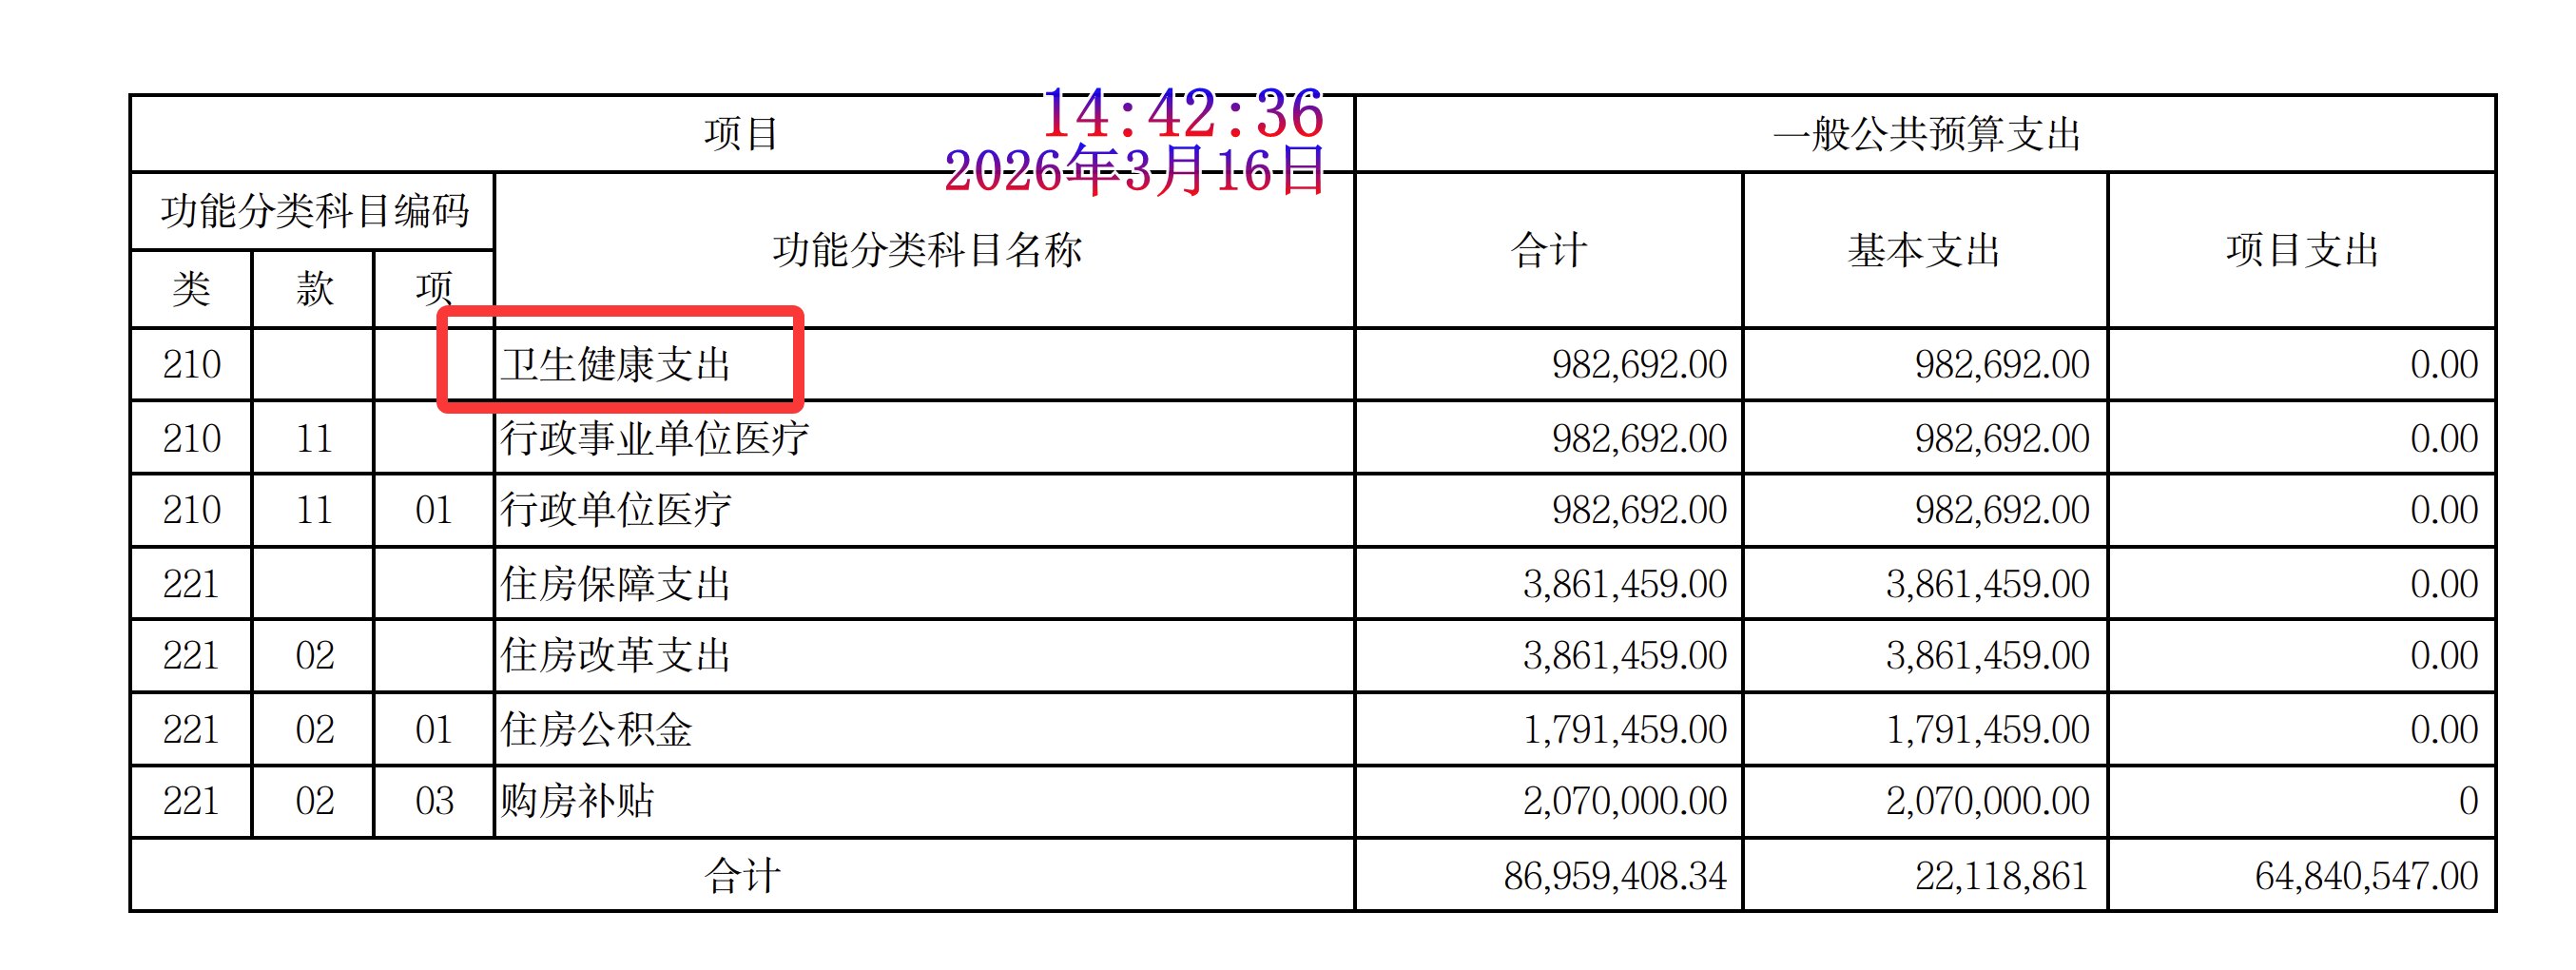 14:42:36
2026年3月16日
项目 一般公共预算支出
功能分类科目编码 功能分类科目名称 合计 基本支出 项目支出
类 款 项
210 卫生健康支出 982,692.00 982,692.00 0.00
210 11 行政事业单位医疗 982,692.00 982,692.00 0.00
210 11 01 行政单位医疗 982,692.00 982,692.00 0.00
221 住房保障支出 3,861,459.00 3,861,459.00 0.00
221 02 住房改革支出 3,861,459.00 3,861,459.00 0.00
221 02 01 住房公积金 1,791,459.00 1,791,459.00 0.00
221 02 03 购房补贴 2,070,000.00 2,070,000.00 0
合计 86,959,408.34 22,118,861 64,840,547.00